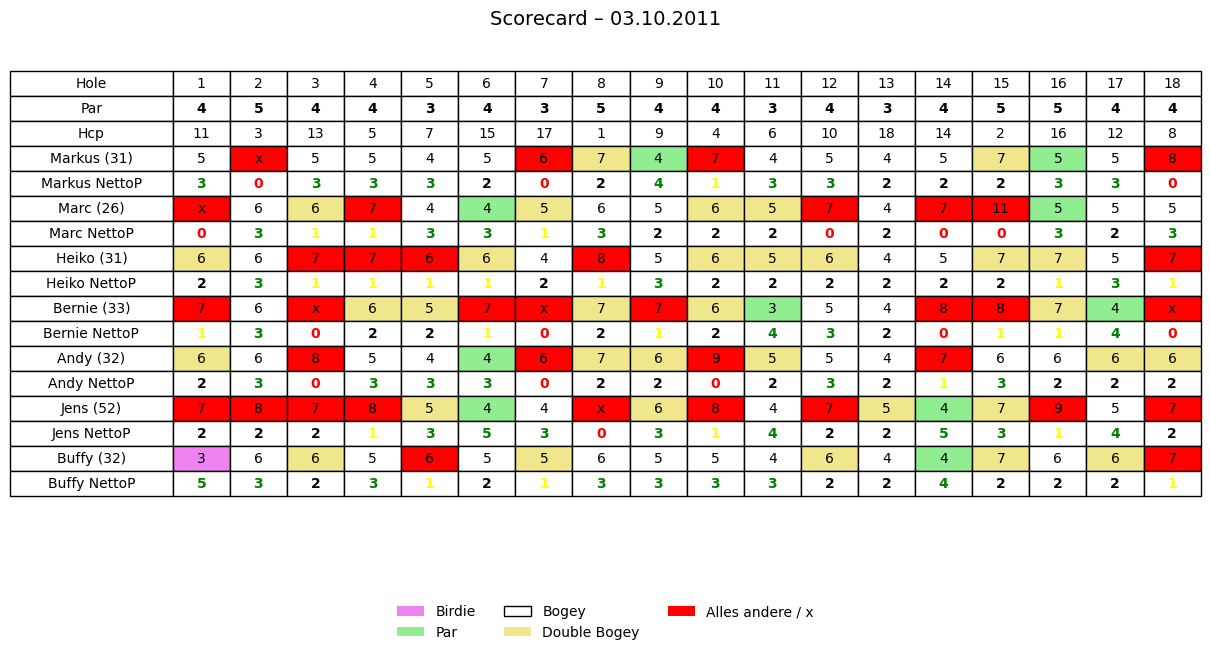 Scorecard – 03.10.2011
Hole 1 2 3 4 5 6 7 8 9 10 11 12 13 14 15 16 17 18
Par 4 5 4 4 3 4 3 5 4 4 3 4 3 4 5 5 4 4
Hcp 11 3 13 5 7 15 17 1 9 4 6 10 18 14 2 16 12 8
Markus (31) 5 x 5 5 4 5 6 7 4 7 4 5 4 5 7 5 5 8
Markus NettoP 3 0 3 3 3 2 0 2 4 1 3 3 2 2 2 3 3 0
Marc (26) x 6 6 7 4 4 5 6 5 6 5 7 4 7 11 5 5 5
Marc NettoP 0 3 1 1 3 3 1 3 2 2 2 0 2 0 0 3 2 3
Heiko (31) 6 6 7 7 6 6 4 8 5 6 5 6 4 5 7 7 5 7
Heiko NettoP 2 3 1 1 1 1 2 1 3 2 2 2 2 2 2 1 3 1
Bernie (33) 7 6 x 6 5 7 x 7 7 6 3 5 4 8 8 7 4 x
Bernie NettoP 1 3 0 2 2 1 0 2 1 2 4 3 2 0 1 1 4 0
Andy (32) 6 6 8 5 4 4 6 7 6 9 5 5 4 7 6 6 6 6
Andy NettoP 2 3 0 3 3 3 0 2 2 0 2 3 2 1 3 2 2 2
Jens (52) 7 8 7 8 5 4 4 x 6 8 4 7 5 4 7 9 5 7
Jens NettoP 2 2 2 1 3 5 3 0 3 1 4 2 2 5 3 1 4 2
Buffy (32) 3 6 6 5 6 5 5 6 5 5 4 6 4 4 7 6 6 7
Buffy NettoP 5 3 2 3 1 2 1 3 3 3 3 2 2 4 2 2 2 1
Birdie Bogey Alles andere / x
Par Double Bogey